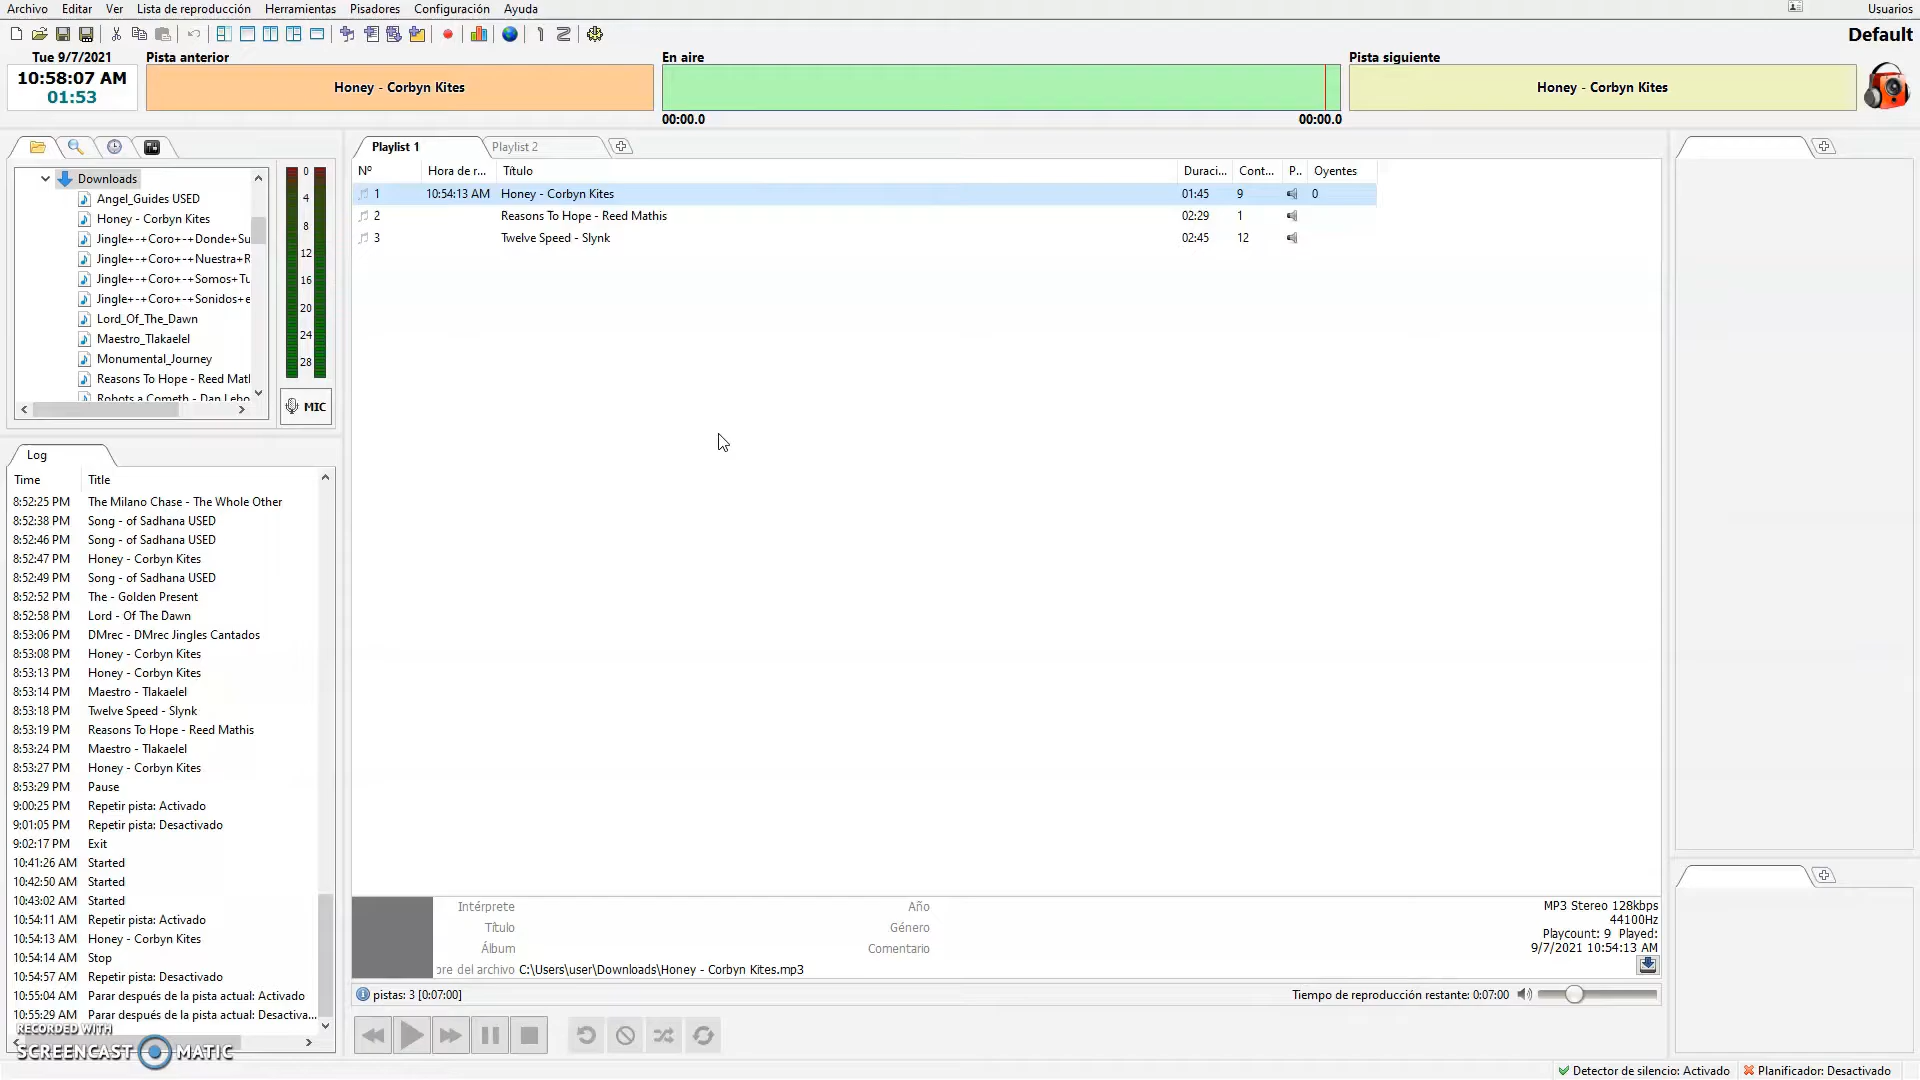 Archivo Editar Ver Lista de reproducción Herramientas Pisadores Configuración Ayuda Usuarios
Default
Tue 9/7/2021
10:58:07 AM
01:53
Pista anterior
Honey - Corbyn Kites
En aire
00:00.0 00:00.0
Pista siguiente
Honey - Corbyn Kites
Downloads
Angel_Guides USED
Honey - Corbyn Kites
Jingle+-+Coro+-+Donde+Su
Jingle+-+Coro+-+Nuestra+R
Jingle+-+Coro+-+Somos+Tu
Jingle+-+Coro+-+Sonidos+e
Lord_Of_The_Dawn
Maestro_Tlakaelel
Monumental_Journey
Reasons To Hope - Reed Mat
Robots a Cometh - Dan Lebo
0
4
8
12
16
20
24
28
MIC
Log
Time Title
8:52:25 PM The Milano Chase - The Whole Other
8:52:38 PM Song - of Sadhana USED
8:52:46 PM Song - of Sadhana USED
8:52:47 PM Honey - Corbyn Kites
8:52:49 PM Song - of Sadhana USED
8:52:52 PM The - Golden Present
8:52:58 PM Lord - Of The Dawn
8:53:06 PM DMrec - DMrec Jingles Cantados
8:53:08 PM Honey - Corbyn Kites
8:53:13 PM Honey - Corbyn Kites
8:53:14 PM Maestro - Tlakaelel
8:53:18 PM Twelve Speed - Slynk
8:53:19 PM Reasons To Hope - Reed Mathis
8:53:24 PM Maestro - Tlakaelel
8:53:27 PM Honey - Corbyn Kites
8:53:29 PM Pause
9:00:25 PM Repetir pista: Activado
9:01:05 PM Repetir pista: Desactivado
9:02:17 PM Exit
10:41:26 AM Started
10:42:50 AM Started
10:43:02 AM Started
10:54:11 AM Repetir pista: Activado
10:54:13 AM Honey - Corbyn Kites
10:54:14 AM Stop
10:54:57 AM Repetir pista: Desactivado
10:55:04 AM Parar después de la pista actual: Activado
10:55:29 AM Parar después de la pista actual: Desactiva...
RECORDED WITH
SCREENCAST MATIC
Playlist 1 Playlist 2
Nº Hora de r... Título Duraci... Cont... P.. Oyentes
1 10:54:13 AM Honey - Corbyn Kites 01:45 9 0
2 Reasons To Hope - Reed Mathis 02:29 1
3 Twelve Speed - Slynk 02:45 12
Intérprete Año
Título Género
Álbum Comentario
ore del archivo C:\Users\user\Downloads\Honey - Corbyn Kites.mp3
MP3 Stereo 128kbps
44100Hz
Playcount: 9 Played:
9/7/2021 10:54:13 AM
pistas: 3 [0:07:00] Tiempo de reproducción restante: 0:07:00
Detector de silencio: Activado Planificador: Desactivado